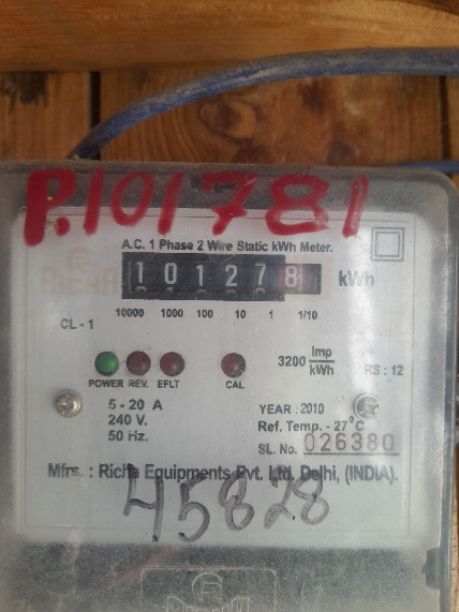 P.101781
A.C. 1 Phase 2 Wire Static kWh Meter.
101278 kWh
10000 1000 100 10 1 1/10
CL - 1
3200 Imp/kWh RS : 12
POWER REV. EFLT CAL
5 - 20 A
240 V.
50 Hz.
YEAR : 2010
Ref. Temp. - 27°C
SL. No. 026380
Mfrs. : Riche Equipments Pvt. Ltd. Delhi, (INDIA).
45828